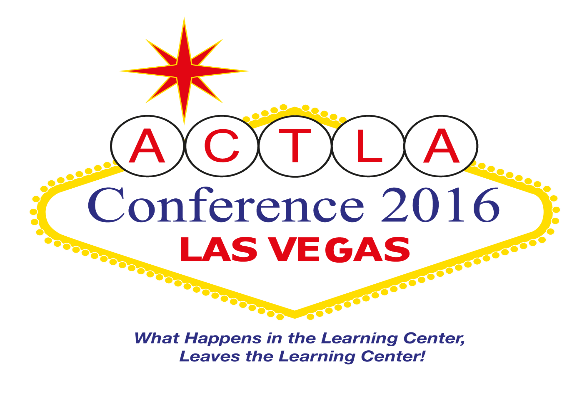 ACTLA
Conference 2016
LAS VEGAS
What Happens in the Learning Center,
Leaves the Learning Center!